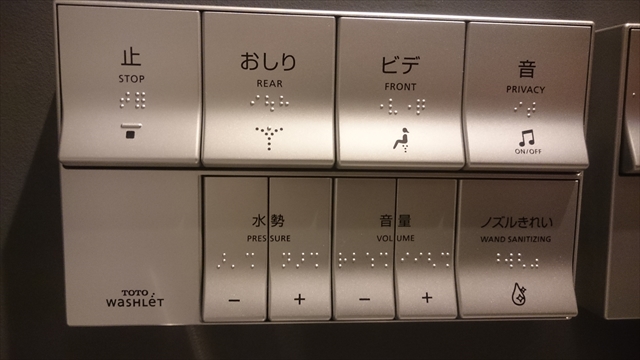 止
STOP
おしり
REAR
ビデ
FRONT
音
PRIVACY
ON/OFF
水勢
PRESSURE
- +
音量
VOLUME
- +
ノズルきれい
WAND SANITIZING
TOTO
WASHLET